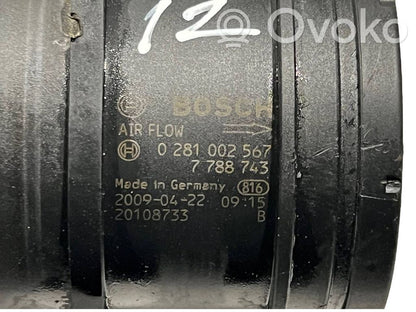 Ovoko
12
BOSCH
AIR FLOW
0 281 002 567
7 788 743
Made in Germany 816
2009-04-22 09:15
20108733 B